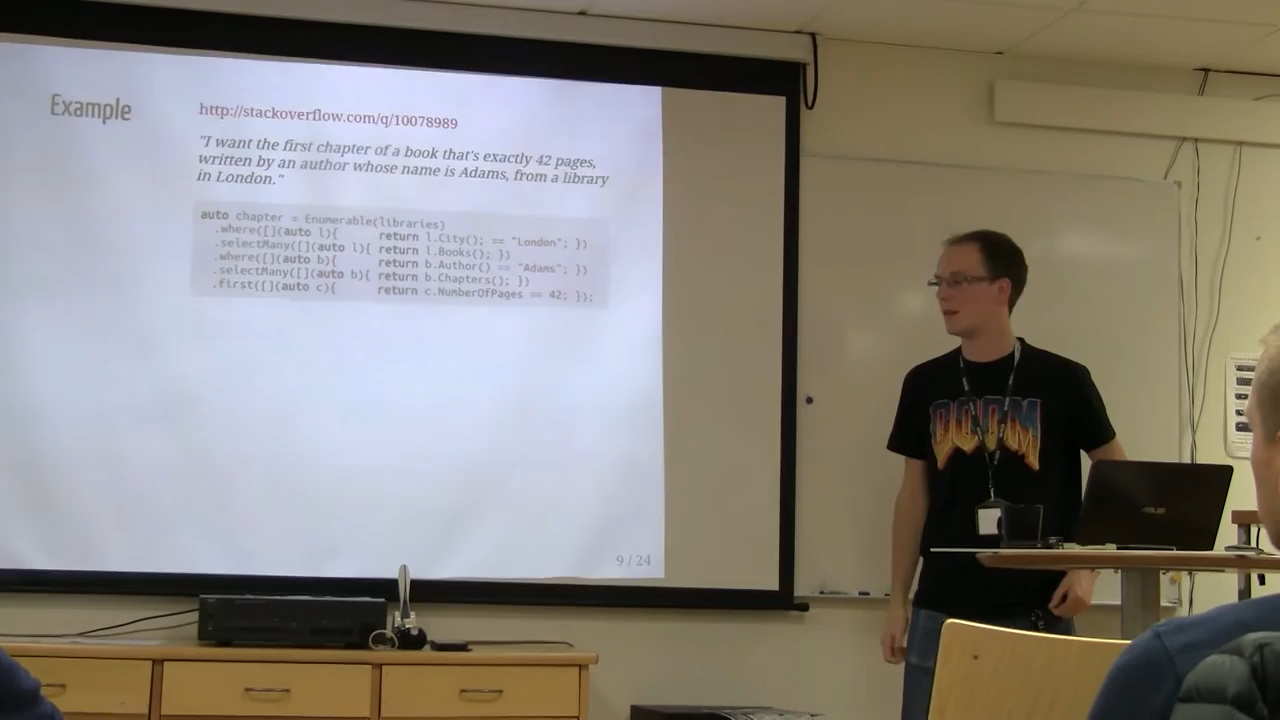 Example
http://stackoverflow.com/q/10078989
"I want the first chapter of a book that's exactly 42 pages,
written by an author whose name is Adams, from a library
in London."
auto chapter = Enumerable(libraries)
.where([](auto l){ return l.City(); == "London"; })
.selectMany([](auto l){ return l.Books(); })
.where([](auto b){ return b.Author() == "Adams"; })
.selectMany([](auto b){ return b.Chapters(); })
.first([](auto c){ return c.NumberOfPages == 42; });
9 / 24
DOOM
ASUS